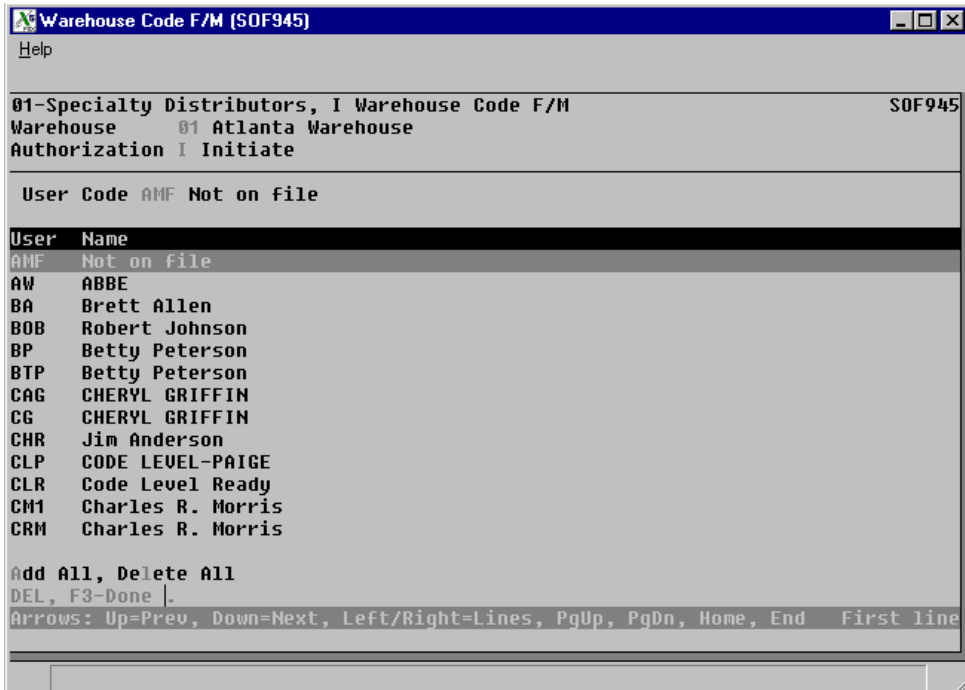 Warehouse Code F/M (SOF945)
Help
01-Specialty Distributors, I Warehouse Code F/M SOF945
Warehouse 01 Atlanta Warehouse
Authorization I Initiate
User Code AMF Not on file
User Name
AMF Not on file
AW ABBE
BA Brett Allen
BOB Robert Johnson
BP Betty Peterson
BTP Betty Peterson
CAG CHERYL GRIFFIN
CG CHERYL GRIFFIN
CHR Jim Anderson
CLP CODE LEVEL-PAIGE
CLR Code Level Ready
CM1 Charles R. Morris
CRM Charles R. Morris
Add All, Delete All
DEL, F3-Done .
Arrows: Up=Prev, Down=Next, Left/Right=Lines, PgUp, PgDn, Home, End First line